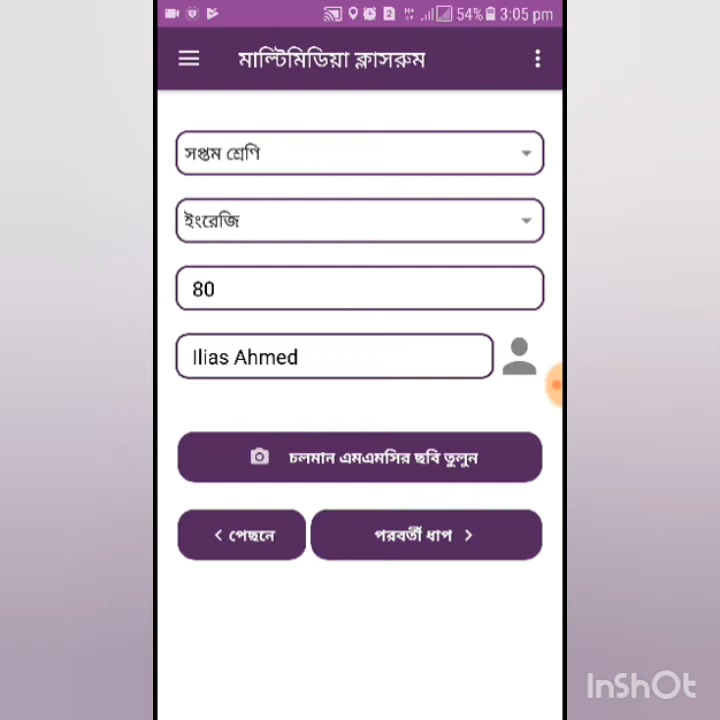 54% 3:05 pm
মাল্টিমিডিয়া ক্লাসরুম
সপ্তম শ্রেণি
ইংরেজি
80
Ilias Ahmed
চলমান এমএমসির ছবি তুলুন
< পেছনে
পরবর্তী ধাপ >
InShOt